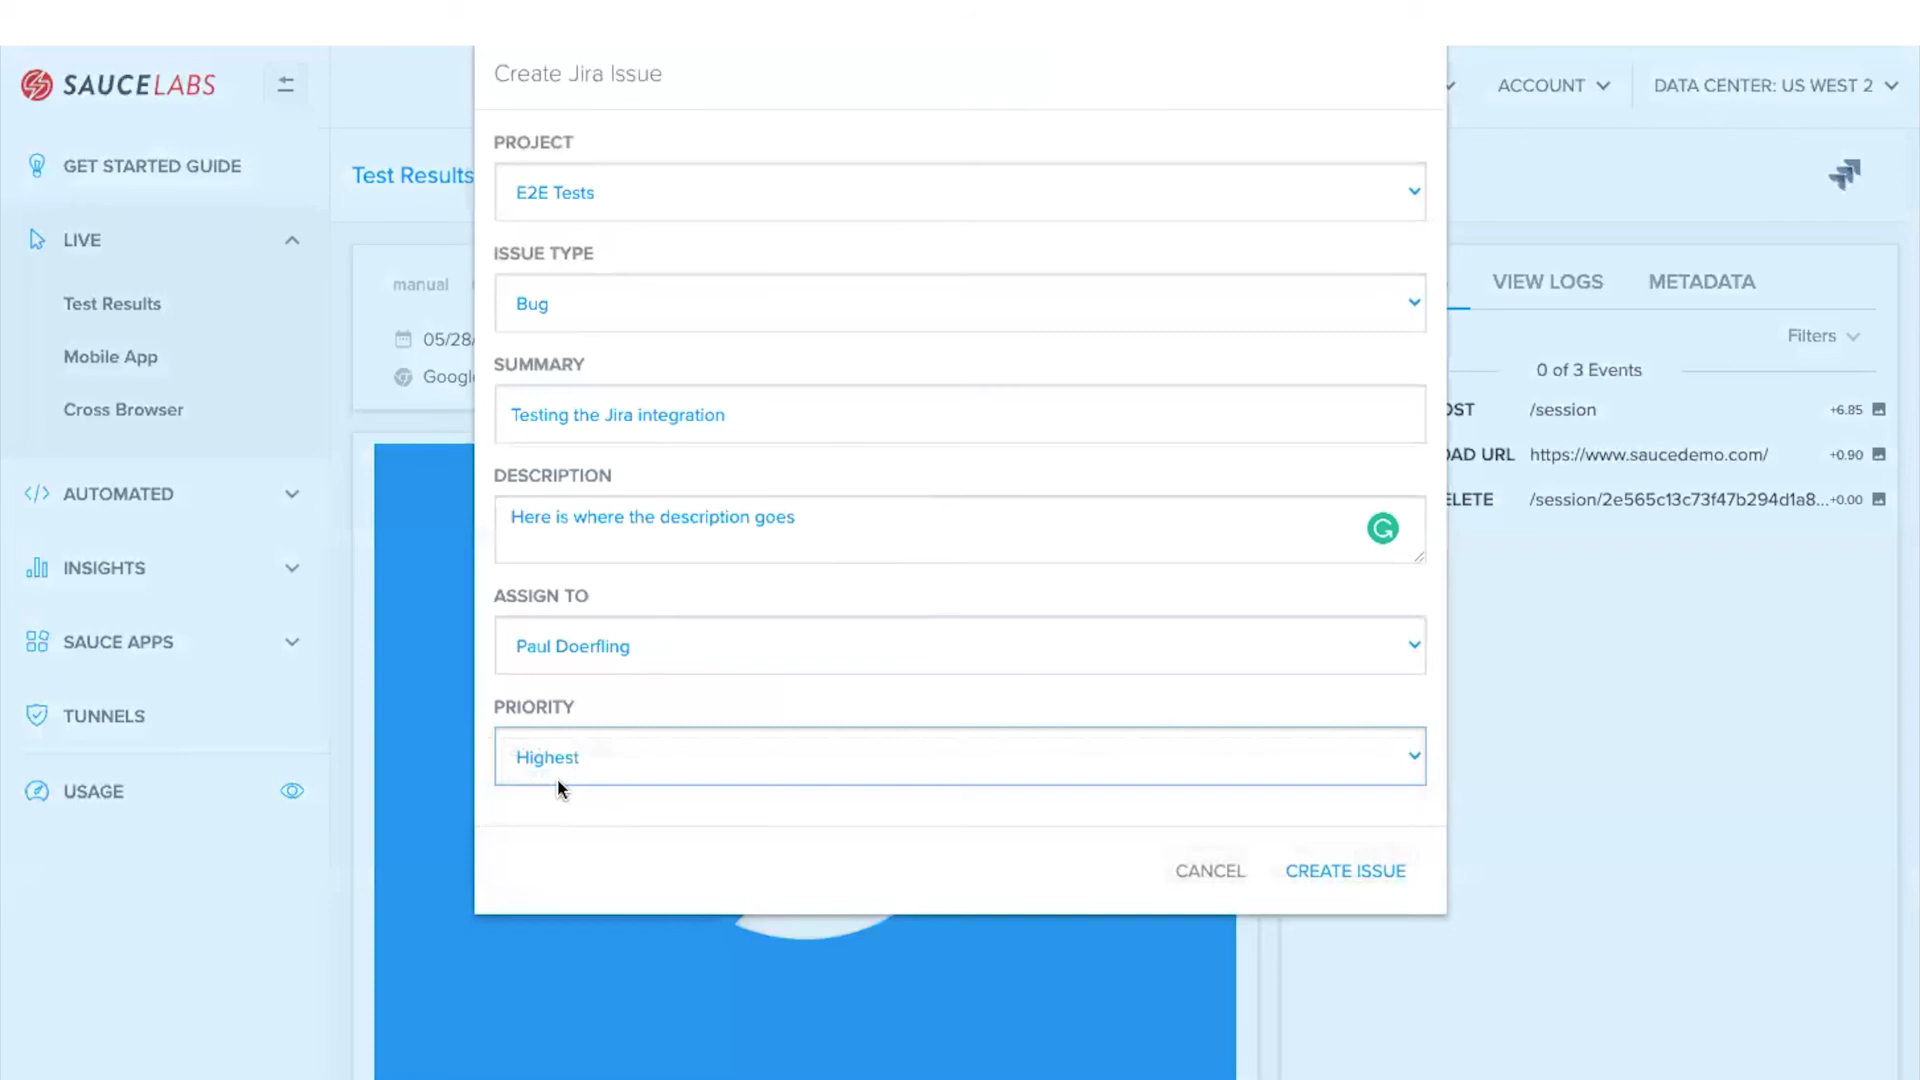 SAUCELABS
GET STARTED GUIDE
LIVE
Test Results
Mobile App
Cross Browser
AUTOMATED
INSIGHTS
SAUCE APPS
TUNNELS
USAGE
Test Results
manual
05/28/
Google
Create Jira Issue
PROJECT
E2E Tests
ISSUE TYPE
Bug
SUMMARY
Testing the Jira integration
DESCRIPTION
Here is where the description goes
ASSIGN TO
Paul Doerfling
PRIORITY
Highest
CANCEL CREATE ISSUE
ACCOUNT DATA CENTER: US WEST 2
VIEW LOGS METADATA
Filters
0 of 3 Events
OST /session +6.85
OAD URL https://www.saucedemo.com/ +0.90
ELETE /session/2e565c13c73f47b294d1a8... +0.00